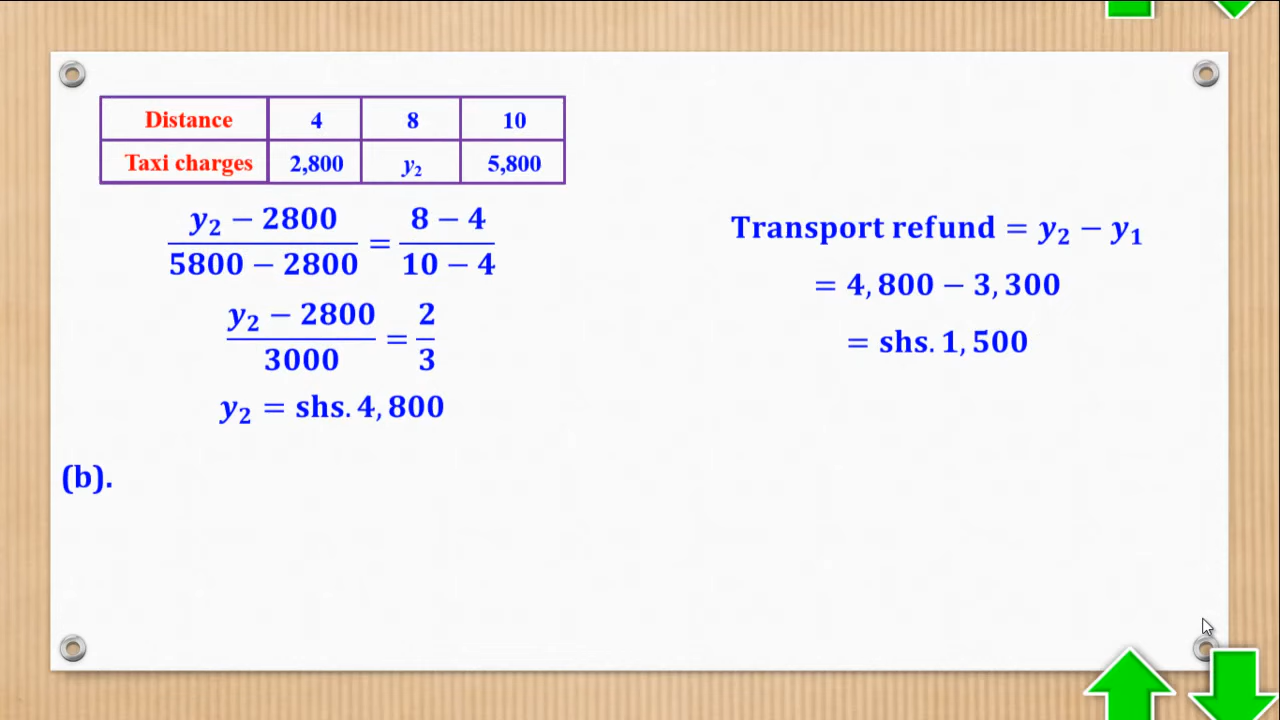 Distance 4 8 10
Taxi charges 2,800 y₂ 5,800
y₂ − 2800 / 5800 − 2800 = 8 − 4 / 10 − 4
y₂ − 2800 / 3000 = 2 / 3
y₂ = shs. 4,800
(b).
Transport refund = y₂ − y₁
= 4,800 − 3,300
= shs. 1,500